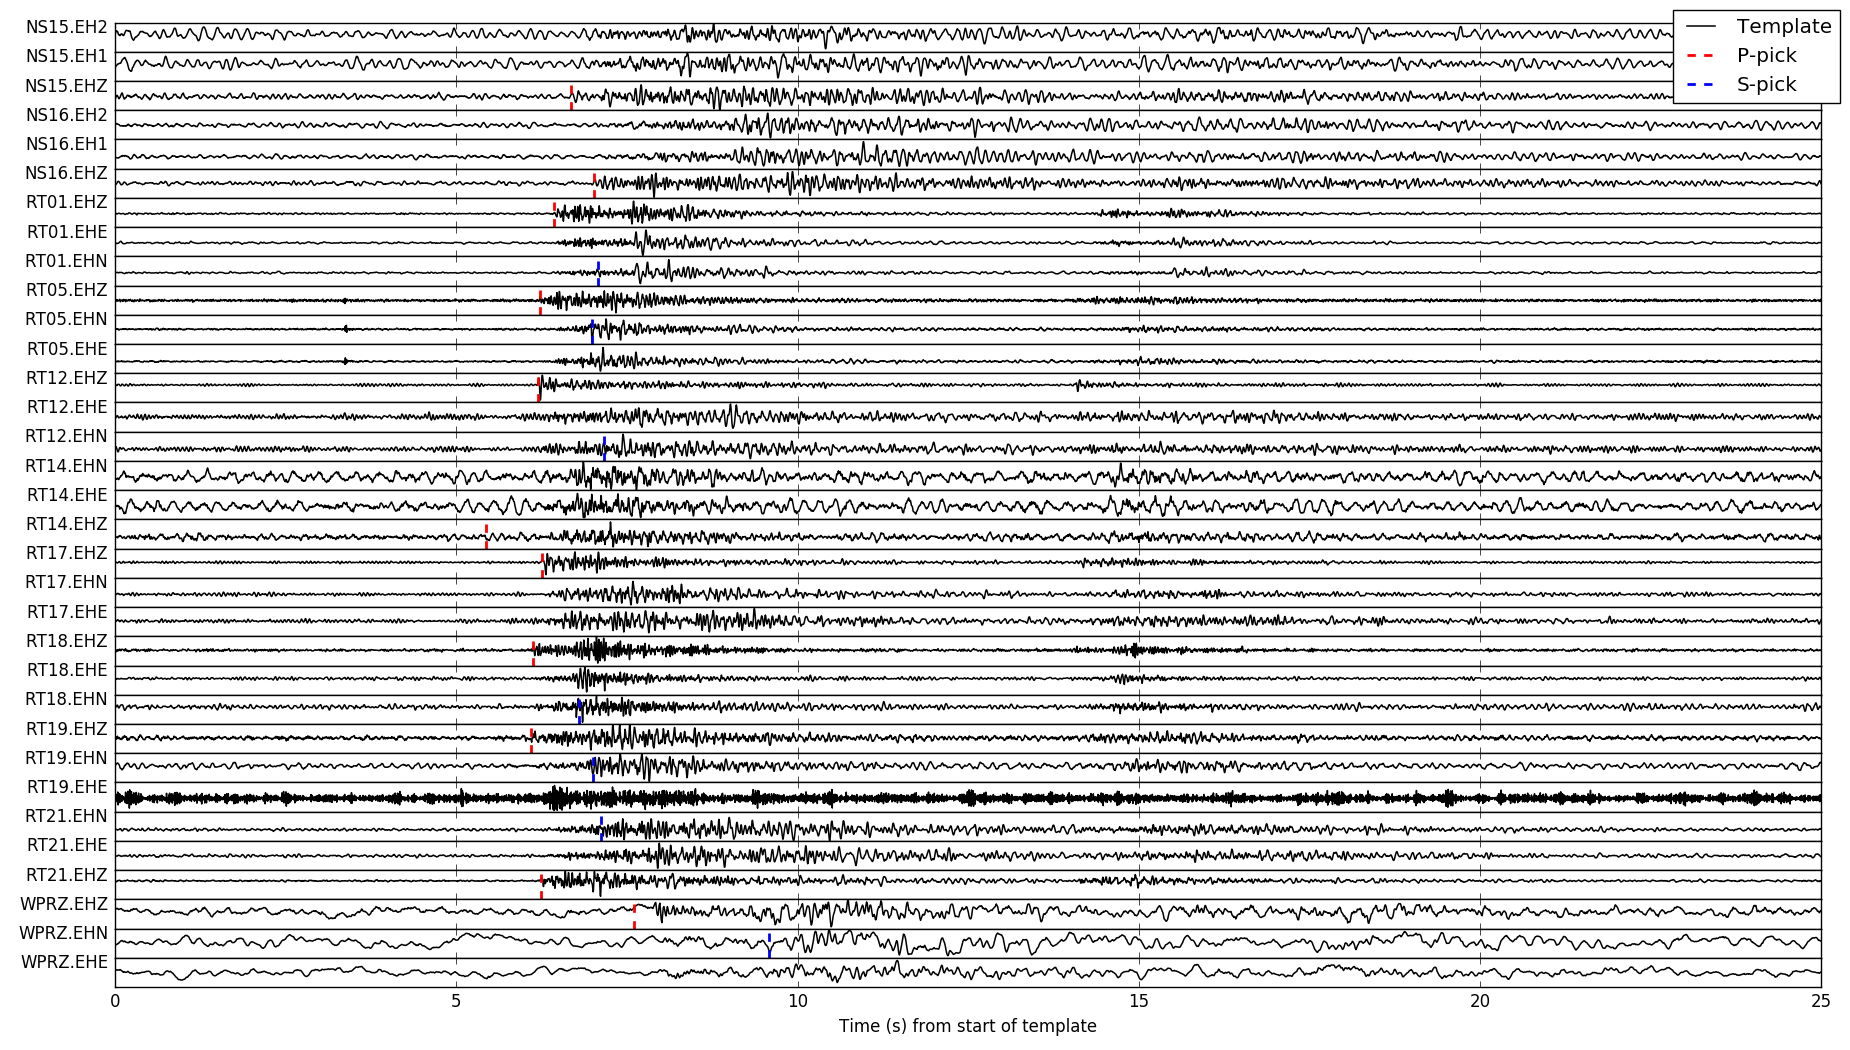 NS15.EH2
NS15.EH1
NS15.EHZ
NS16.EH2
NS16.EH1
NS16.EHZ
RT01.EHZ
RT01.EHE
RT01.EHN
RT05.EHZ
RT05.EHN
RT05.EHE
RT12.EHZ
RT12.EHE
RT12.EHN
RT14.EHN
RT14.EHE
RT14.EHZ
RT17.EHZ
RT17.EHN
RT17.EHE
RT18.EHZ
RT18.EHE
RT18.EHN
RT19.EHZ
RT19.EHN
RT19.EHE
RT21.EHN
RT21.EHE
RT21.EHZ
WPRZ.EHZ
WPRZ.EHN
WPRZ.EHE
Template
P-pick
S-pick
0 5 10 15 20 25
Time (s) from start of template